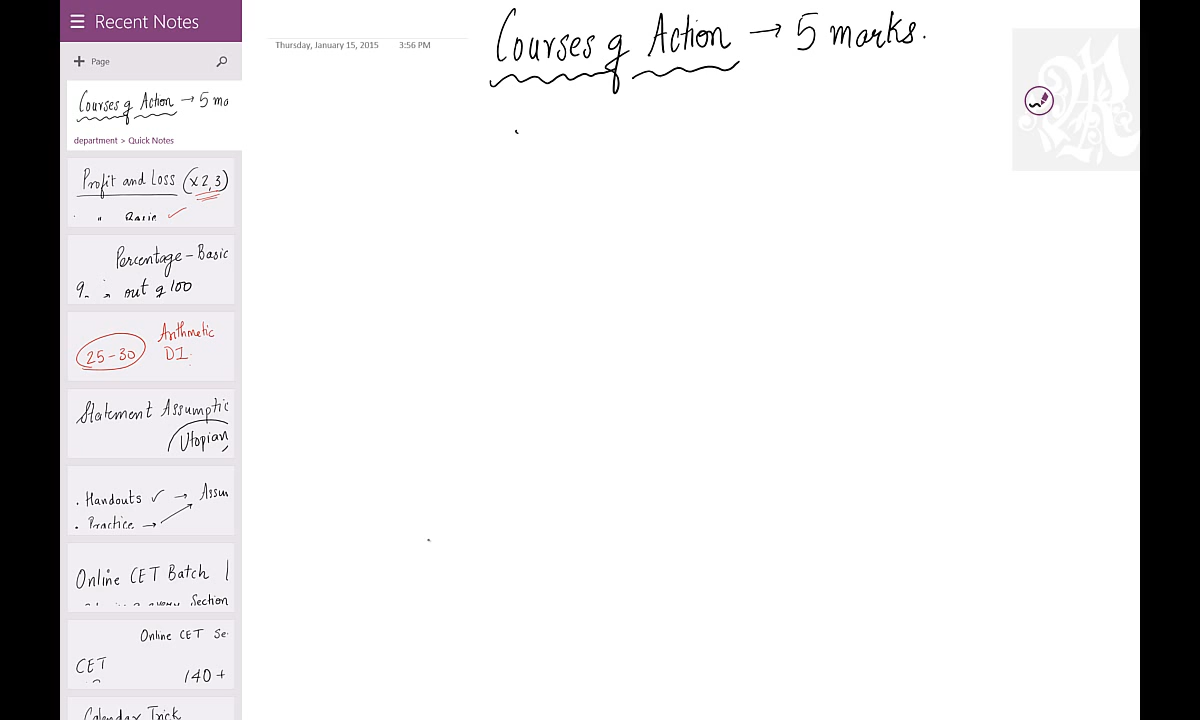 Recent Notes
Page
Courses of Action → 5 ma
department > Quick Notes
Profit and Loss (x 2,3)
Basic ✓
Percentage - Basic
out of 100
25-30
Arithmetic
DI
Statement Assumptic
Utopian
. Handouts ✓ → Assu
. Practice →
Online CET Batch
Section
Online CET Se
CET
140 +
Calendar Trick
Thursday, January 15, 2015 3:56 PM
Courses of Action → 5 marks.